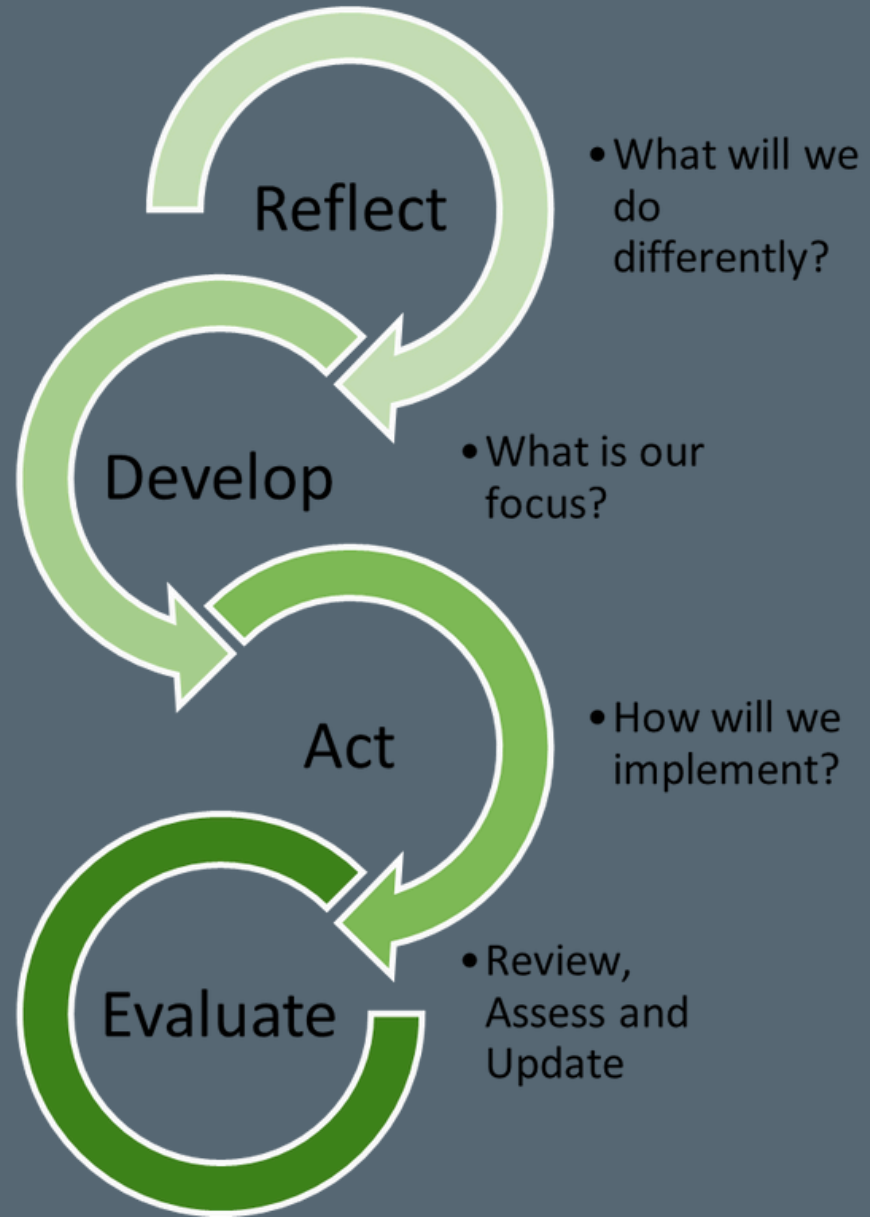 Reflect
• What will we
do
differently?
Develop
• What is our
focus?
Act
• How will we
implement?
Evaluate
• Review,
Assess and
Update